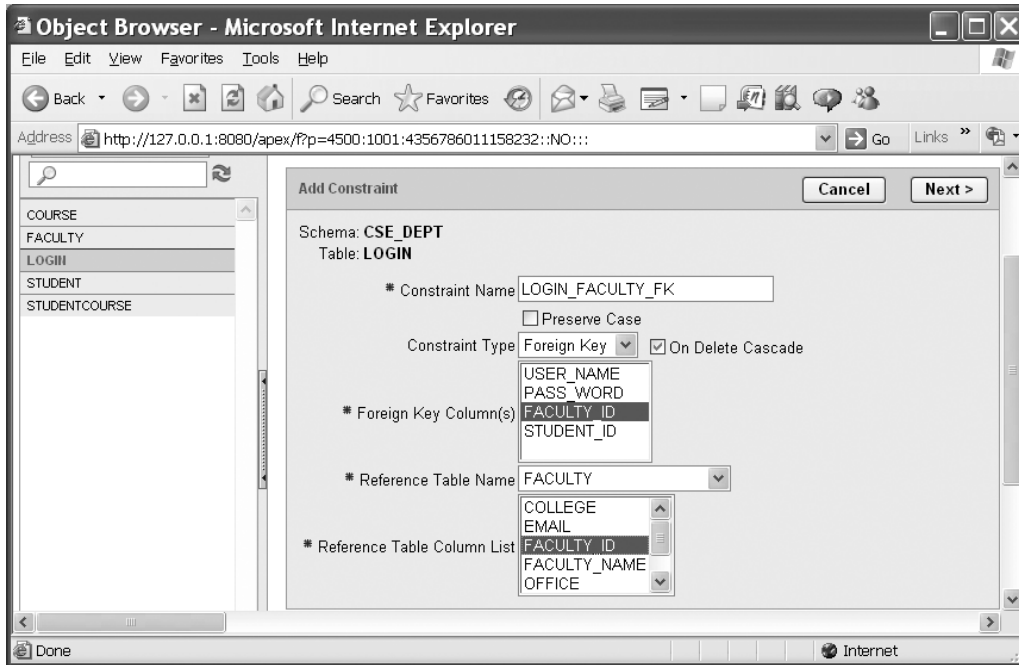 Object Browser - Microsoft Internet Explorer
File Edit View Favorites Tools Help
Back Search Favorites
Address http://127.0.0.1:8080/apex/f?p=4500:1001:4356786011158232::NO::: Go Links »
Add Constraint Cancel Next >
COURSE
FACULTY
LOGIN
STUDENT
STUDENTCOURSE
Schema: CSE_DEPT
Table: LOGIN
* Constraint Name LOGIN_FACULTY_FK
Preserve Case
Constraint Type Foreign Key On Delete Cascade
* Foreign Key Column(s)
USER_NAME
PASS_WORD
FACULTY_ID
STUDENT_ID
* Reference Table Name FACULTY
* Reference Table Column List
COLLEGE
EMAIL
FACULTY_ID
FACULTY_NAME
OFFICE
Done Internet